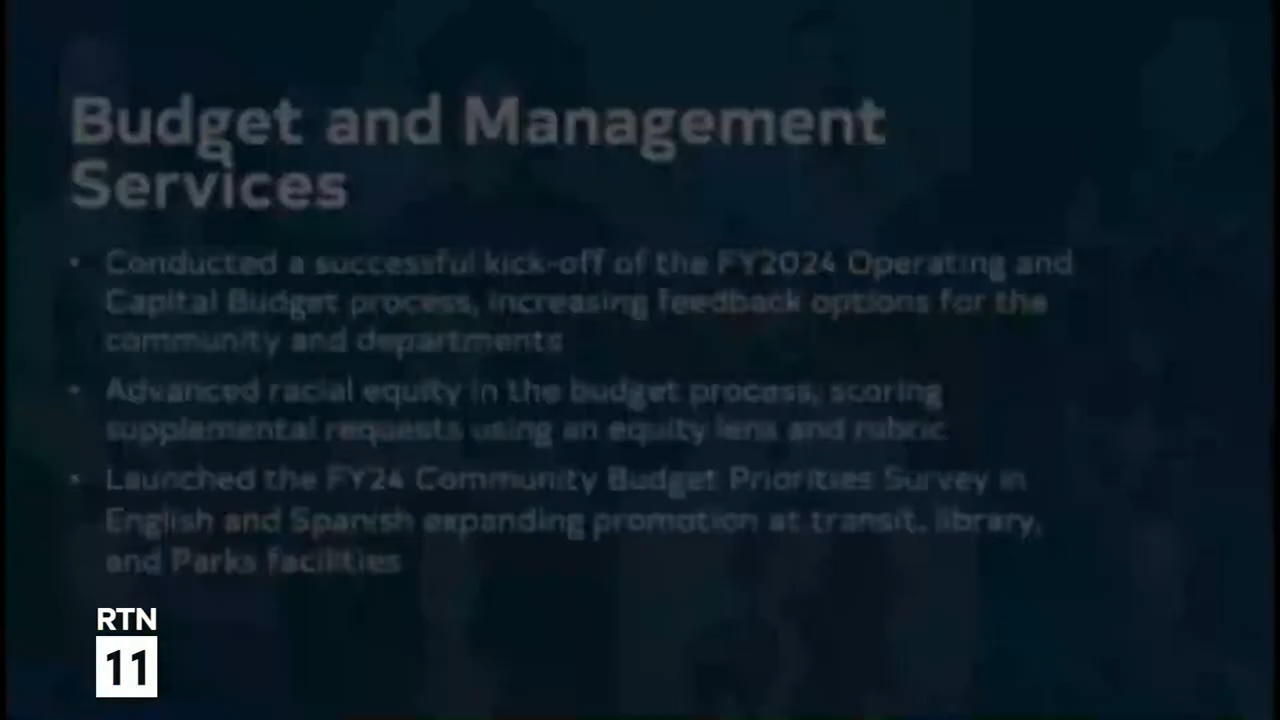 Budget and Management
Services
• Conducted a successful kick-off of the FY2024 Operating and
Capital Budget process, increasing feedback options for the
community and departments
• Advanced racial equity in the budget process, scoring
supplemental requests using an equity lens and rubric
• Launched the FY24 Community Budget Priorities Survey in
English and Spanish expanding promotion at transit, library,
and Parks facilities
RTN
11